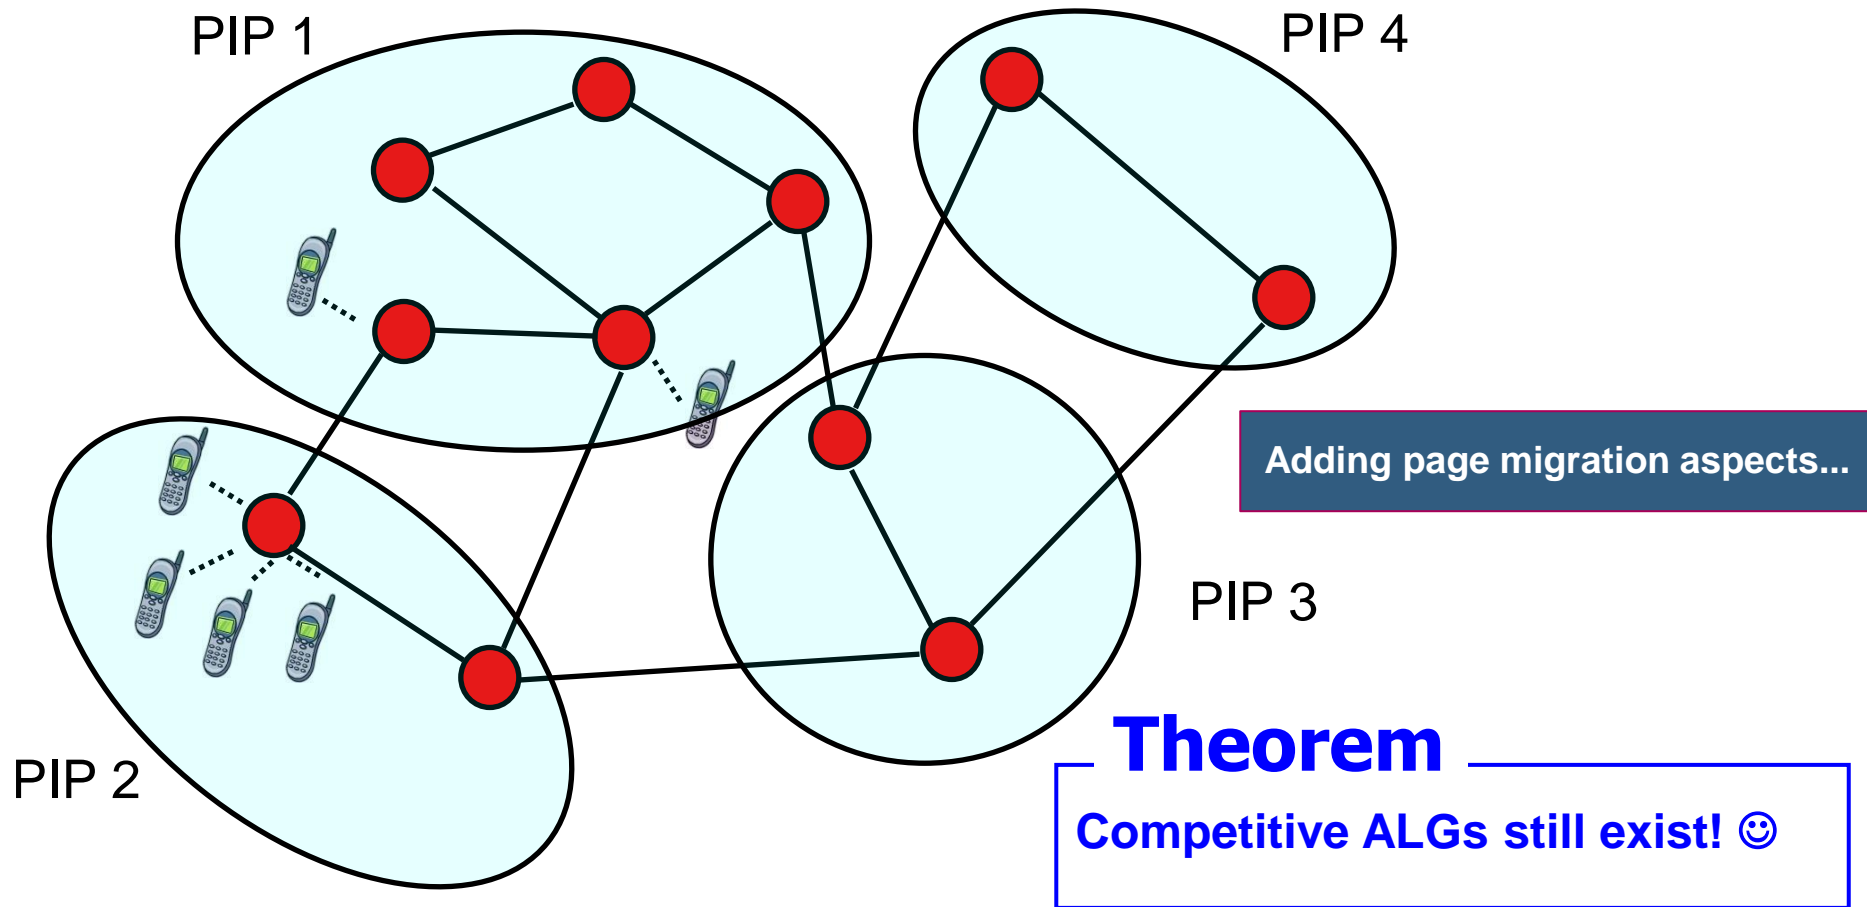 PIP 1
PIP 4
Adding page migration aspects...
PIP 3
PIP 2
Theorem
Competitive ALGs still exist! ☺